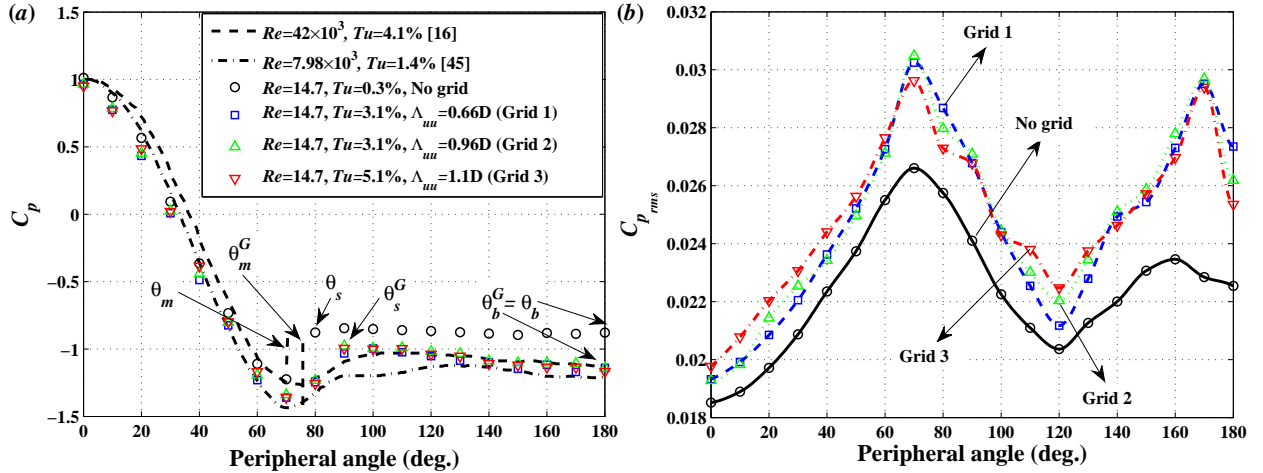 (a)
1.5
1
0.5
0
−0.5
−1
−1.5
C_p
0 20 40 60 80 100 120 140 160 180
Peripheral angle (deg.)
Re=42×10³, Tu=4.1% [16]
Re=7.98×10³, Tu=1.4% [45]
Re=14.7, Tu=0.3%, No grid
Re=14.7, Tu=3.1%, Λ_uu=0.66D (Grid 1)
Re=14.7, Tu=3.1%, Λ_uu=0.96D (Grid 2)
Re=14.7, Tu=5.1%, Λ_uu=1.1D (Grid 3)
θ_m
θ_m^G
θ_s
θ_s^G
θ_b^G = θ_b
(b)
0.032
0.03
0.028
0.026
0.024
0.022
0.02
0.018
C_p_rms
0 20 40 60 80 100 120 140 160 180
Peripheral angle (deg.)
Grid 1
No grid
Grid 3
Grid 2